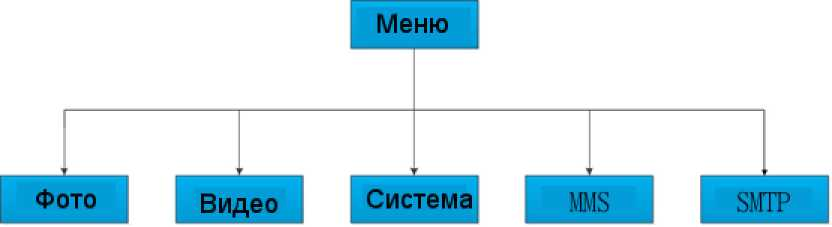 Меню
Фото
Видео
Система
MMS
SMTP